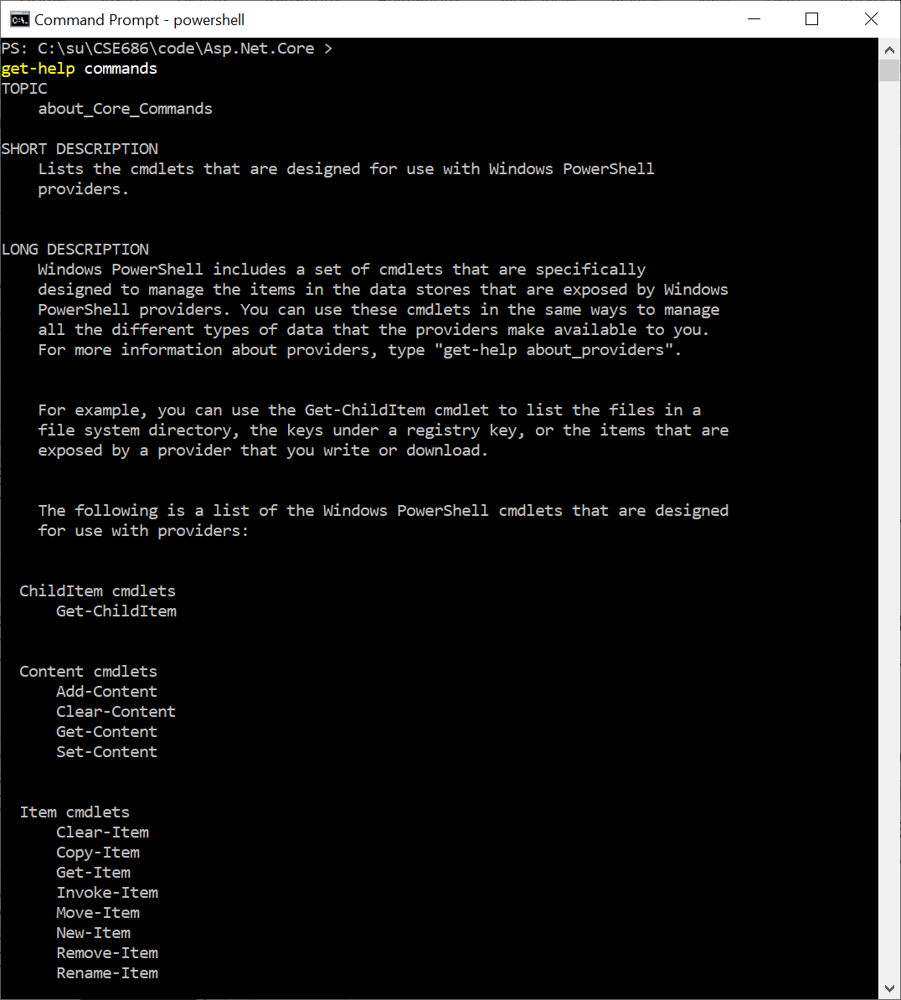 Command Prompt - powershell
PS: C:\su\CSE686\code\Asp.Net.Core >
get-help commands
TOPIC
about_Core_Commands
SHORT DESCRIPTION
Lists the cmdlets that are designed for use with Windows PowerShell
providers.
LONG DESCRIPTION
Windows PowerShell includes a set of cmdlets that are specifically
designed to manage the items in the data stores that are exposed by Windows
PowerShell providers. You can use these cmdlets in the same ways to manage
all the different types of data that the providers make available to you.
For more information about providers, type "get-help about_providers".
For example, you can use the Get-ChildItem cmdlet to list the files in a
file system directory, the keys under a registry key, or the items that are
exposed by a provider that you write or download.
The following is a list of the Windows PowerShell cmdlets that are designed
for use with providers:
ChildItem cmdlets
Get-ChildItem
Content cmdlets
Add-Content
Clear-Content
Get-Content
Set-Content
Item cmdlets
Clear-Item
Copy-Item
Get-Item
Invoke-Item
Move-Item
New-Item
Remove-Item
Rename-Item